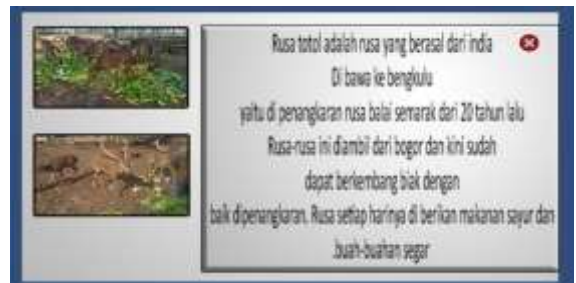 Rusa totol adalah rusa yang berasal dari india
Di bawa ke bengkulu
yaitu di penangkaran rusa balai semarak dari 20 tahun lalu
Rusa-rusa ini diambil dari bogor dan kini sudah
dapat berkembang biak dengan
baik dipenangkaran. Rusa setiap harinya di berikan makanan sayur dan
.buah-buahan segar